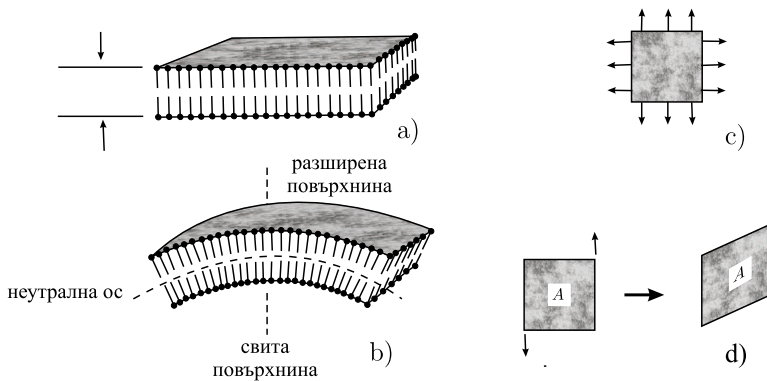 a)
c)
разширена
повърхнина
неутрална ос
свита
повърхнина
b)
A
A
d)